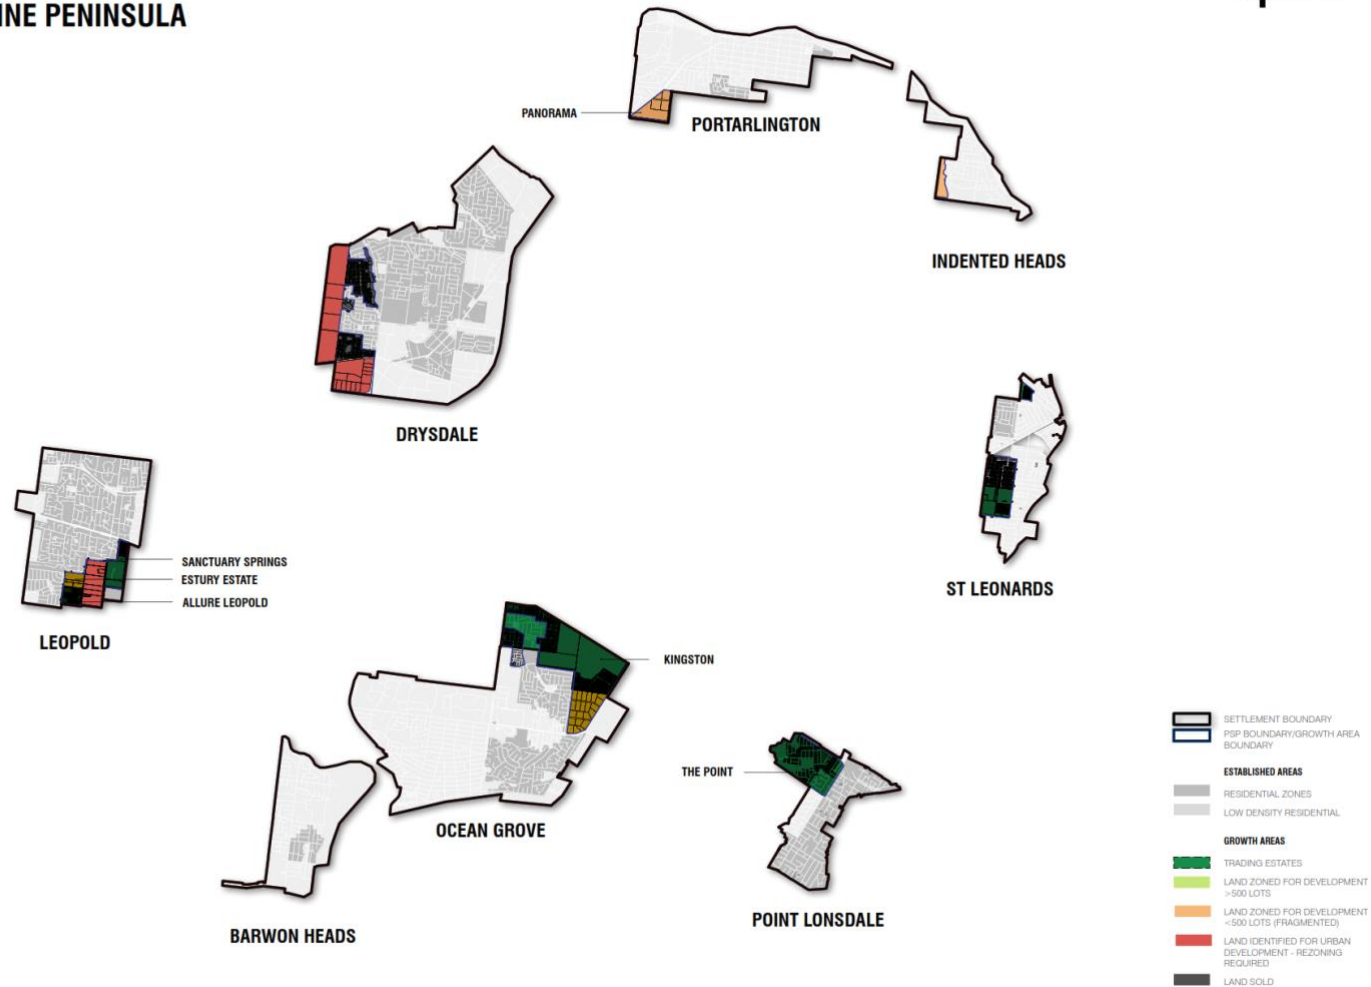 INE PENINSULA
PANORAMA
PORTARLINGTON
INDENTED HEADS
DRYSDALE
SANCTUARY SPRINGS
ESTURY ESTATE
ALLURE LEOPOLD
LEOPOLD
ST LEONARDS
KINGSTON
THE POINT
OCEAN GROVE
BARWON HEADS
POINT LONSDALE
SETTLEMENT BOUNDARY
PSP BOUNDARY/GROWTH AREA
BOUNDARY
ESTABLISHED AREAS
RESIDENTIAL ZONES
LOW DENSITY RESIDENTIAL
GROWTH AREAS
TRADING ESTATES
LAND ZONED FOR DEVELOPMENT
>500 LOTS
LAND ZONED FOR DEVELOPMENT
<500 LOTS (FRAGMENTED)
LAND IDENTIFIED FOR URBAN
DEVELOPMENT - REZONING
REQUIRED
LAND SOLD